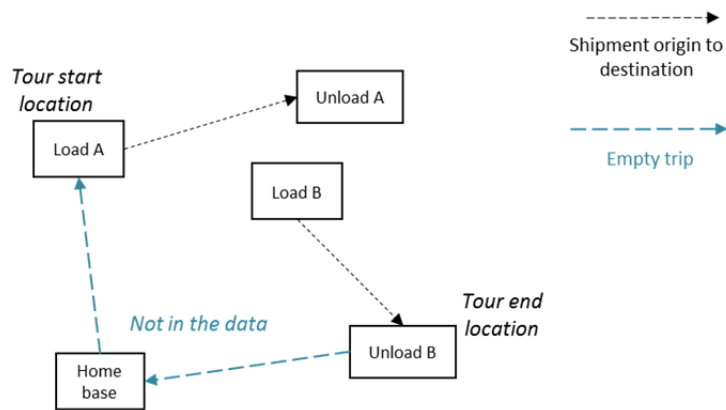 Shipment origin to
destination
Tour start
location
Unload A
Load A
Empty trip
Load B
Tour end
location
Not in the data
Unload B
Home
base